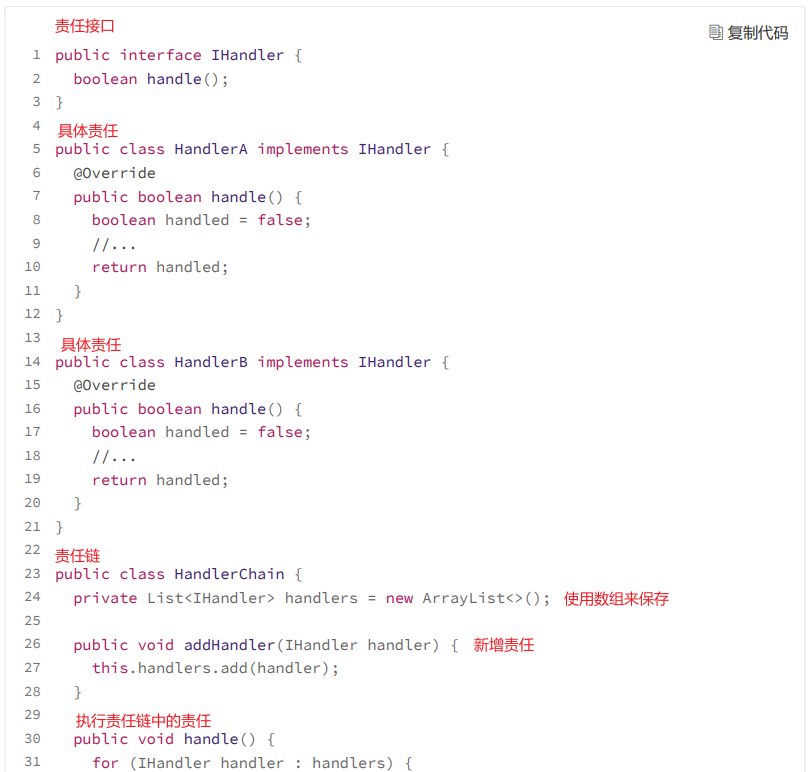 责任接口
复制代码
1 public interface IHandler {
2 boolean handle();
3 }
4
具体责任
5 public class HandlerA implements IHandler {
6 @Override
7 public boolean handle() {
8 boolean handled = false;
9 //...
10 return handled;
11 }
12 }
13
具体责任
14 public class HandlerB implements IHandler {
15 @Override
16 public boolean handle() {
17 boolean handled = false;
18 //...
19 return handled;
20 }
21 }
22
责任链
23 public class HandlerChain {
24 private List<IHandler> handlers = new ArrayList<>(); 使用数组来保存
25
26 public void addHandler(IHandler handler) { 新增责任
27 this.handlers.add(handler);
28 }
29
执行责任链中的责任
30 public void handle() {
31 for (IHandler handler : handlers) {